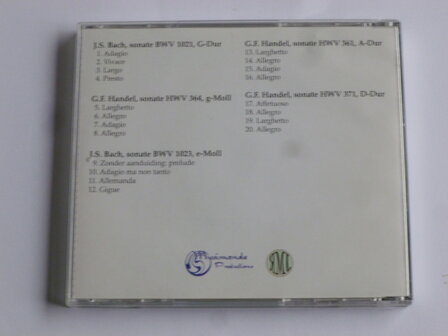 J.S. Bach, sonate BWV 1021, G-Dur
1. Adagio
2. Vivace
3. Largo
4. Presto
G.F. Handel, sonate HWV 364, g-Moll
5. Larghetto
6. Allegro
7. Adagio
8. Allegro
J.S. Bach, sonate BWV 1023, e-Moll
9. Zonder aanduiding; prelude
10. Adagio ma non tanto
11. Allemanda
12. Gigue
G.F. Handel, sonate HWV 361, A-Dur
13. Larghetto
14. Allegro
15. Adagio
16. Allegro
G.F. Handel, sonate HWV 371, D-Dur
17. Affettuoso
18. Allegro
19. Larghetto
20. Allegro
Productions